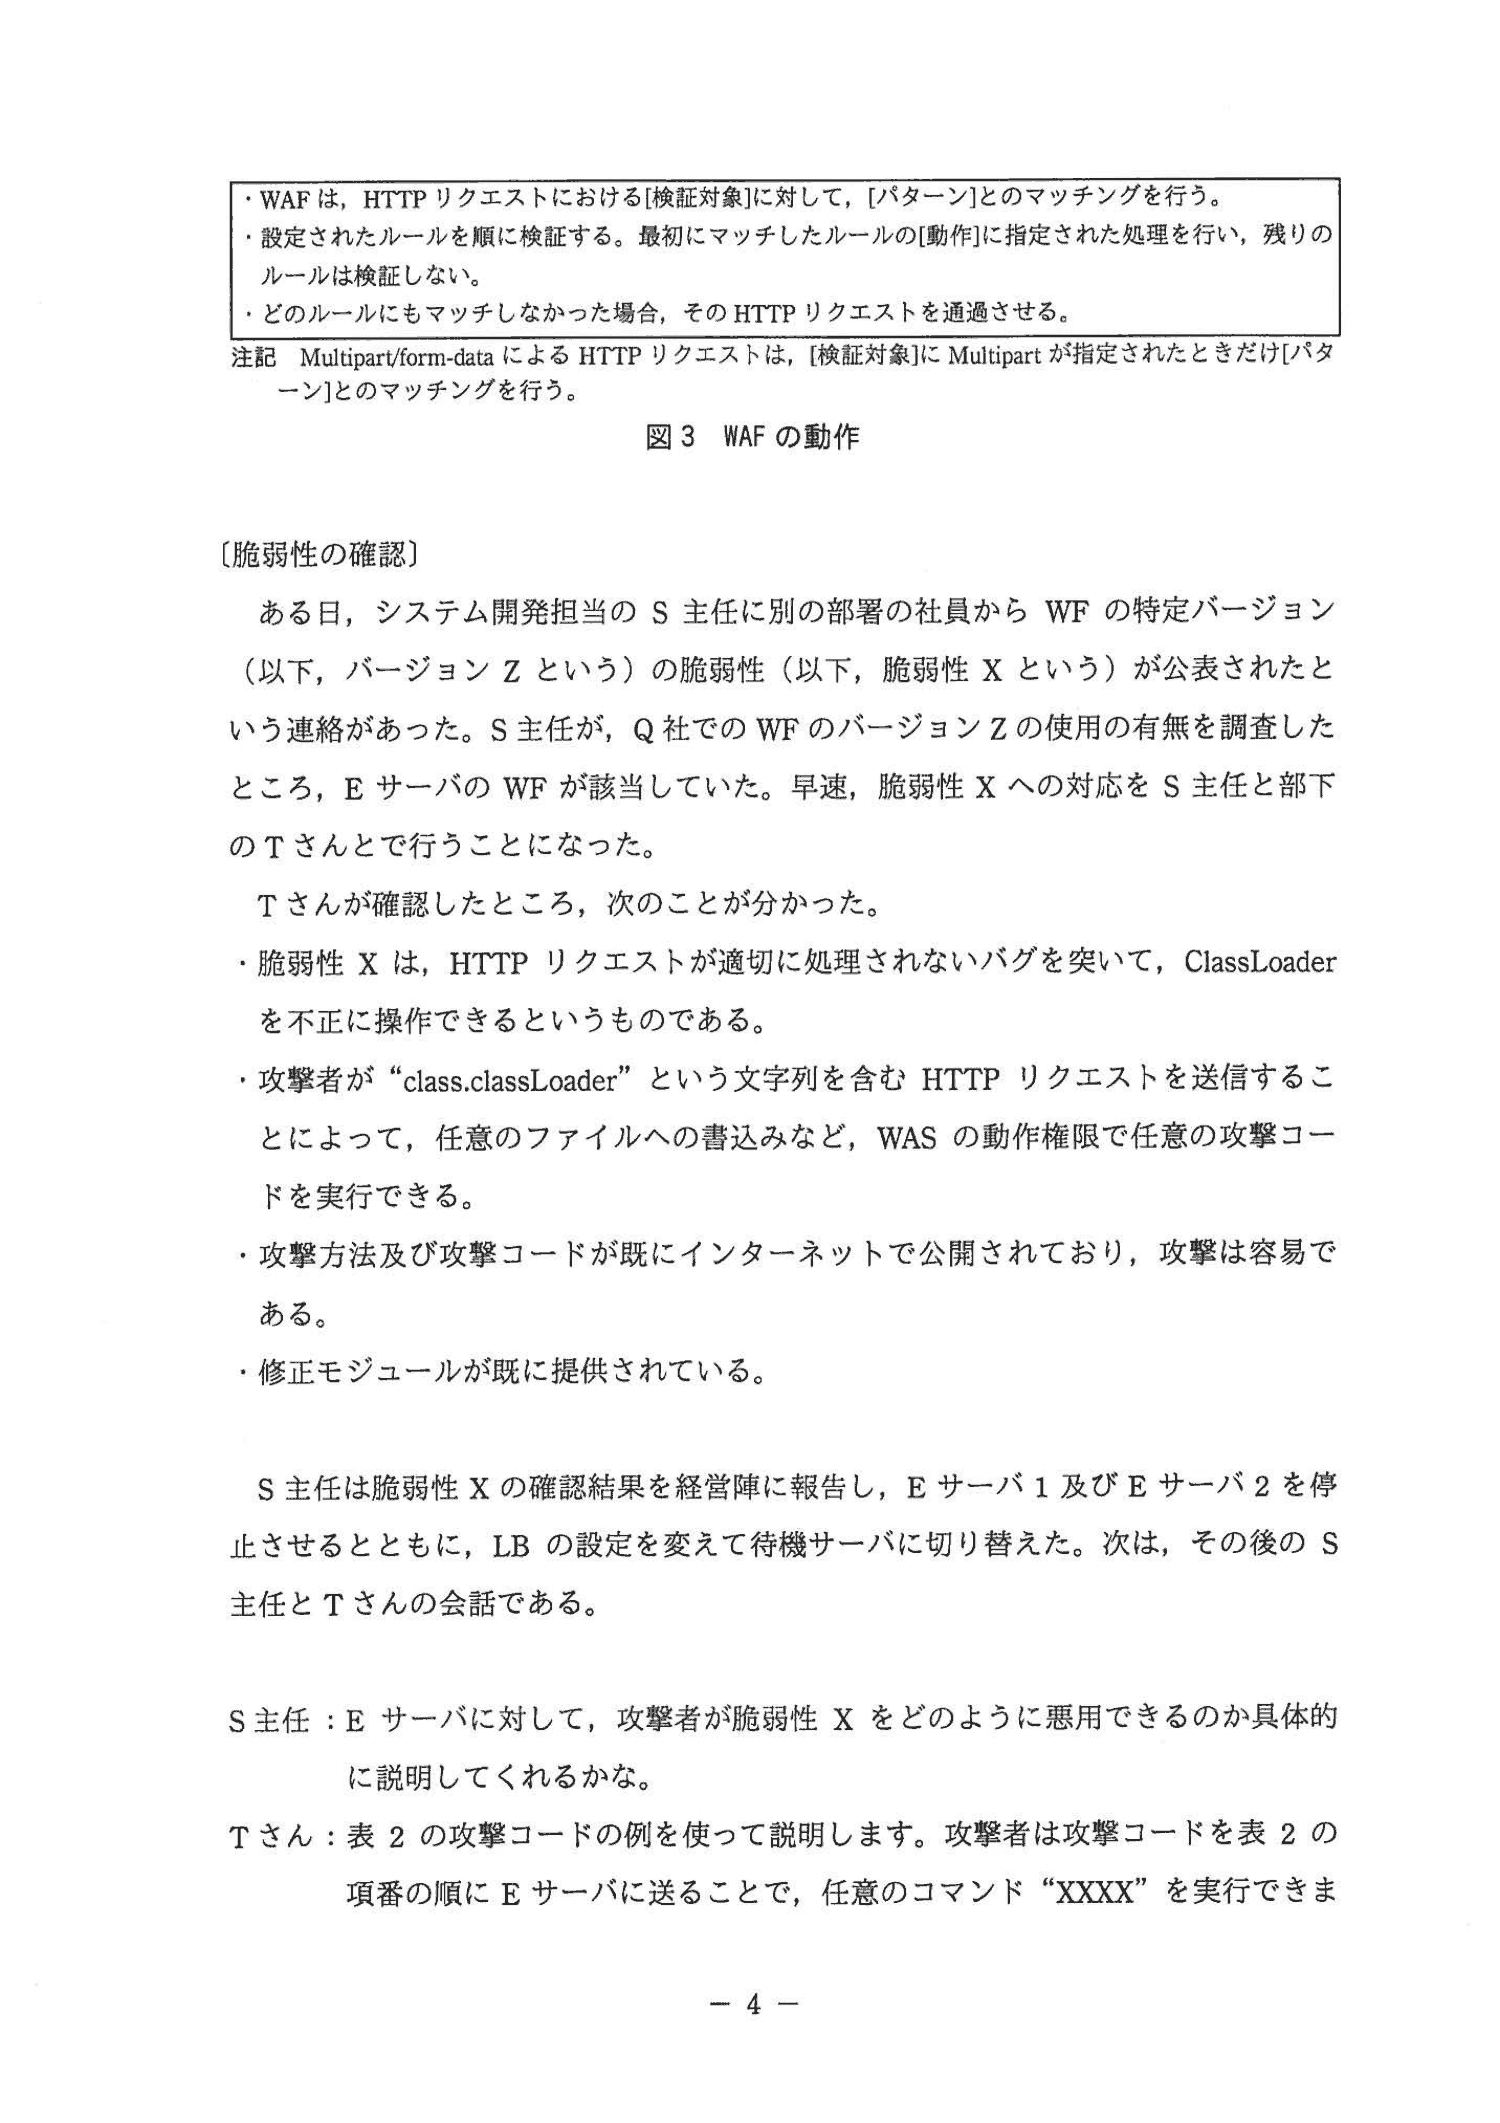 ・WAF は，HTTP リクエストにおける[検証対象]に対して，[パターン]とのマッチングを行う。
・設定されたルールを順に検証する。最初にマッチしたルールの[動作]に指定された処理を行い，残りの
ルールは検証しない。
・どのルールにもマッチしなかった場合，その HTTP リクエストを通過させる。
注記　Multipart/form-data による HTTP リクエストは，[検証対象]に Multipart が指定されたときだけ[パタ
ーン]とのマッチングを行う。
図 3　WAF の動作
〔脆弱性の確認〕
ある日，システム開発担当の S 主任に別の部署の社員から WF の特定バージョン
（以下，バージョン Z という）の脆弱性（以下，脆弱性 X という）が公表されたと
いう連絡があった。S 主任が，Q 社での WF のバージョン Z の使用の有無を調査した
ところ，E サーバの WF が該当していた。早速，脆弱性 X への対応を S 主任と部下
の T さんとで行うことになった。
T さんが確認したところ，次のことが分かった。
・脆弱性 X は，HTTP リクエストが適切に処理されないバグを突いて，ClassLoader
を不正に操作できるというものである。
・攻撃者が “class.classLoader” という文字列を含む HTTP リクエストを送信するこ
とによって，任意のファイルへの書込みなど，WAS の動作権限で任意の攻撃コー
ドを実行できる。
・攻撃方法及び攻撃コードが既にインターネットで公開されており，攻撃は容易で
ある。
・修正モジュールが既に提供されている。
S 主任は脆弱性 X の確認結果を経営陣に報告し，E サーバ 1 及び E サーバ 2 を停
止させるとともに，LB の設定を変えて待機サーバに切り替えた。次は，その後の S
主任と T さんの会話である。
S 主任：E サーバに対して，攻撃者が脆弱性 X をどのように悪用できるのか具体的
に説明してくれるかな。
T さん：表 2 の攻撃コードの例を使って説明します。攻撃者は攻撃コードを表 2 の
項番の順に E サーバに送ることで，任意のコマンド “XXXX” を実行できま
－ 4 －